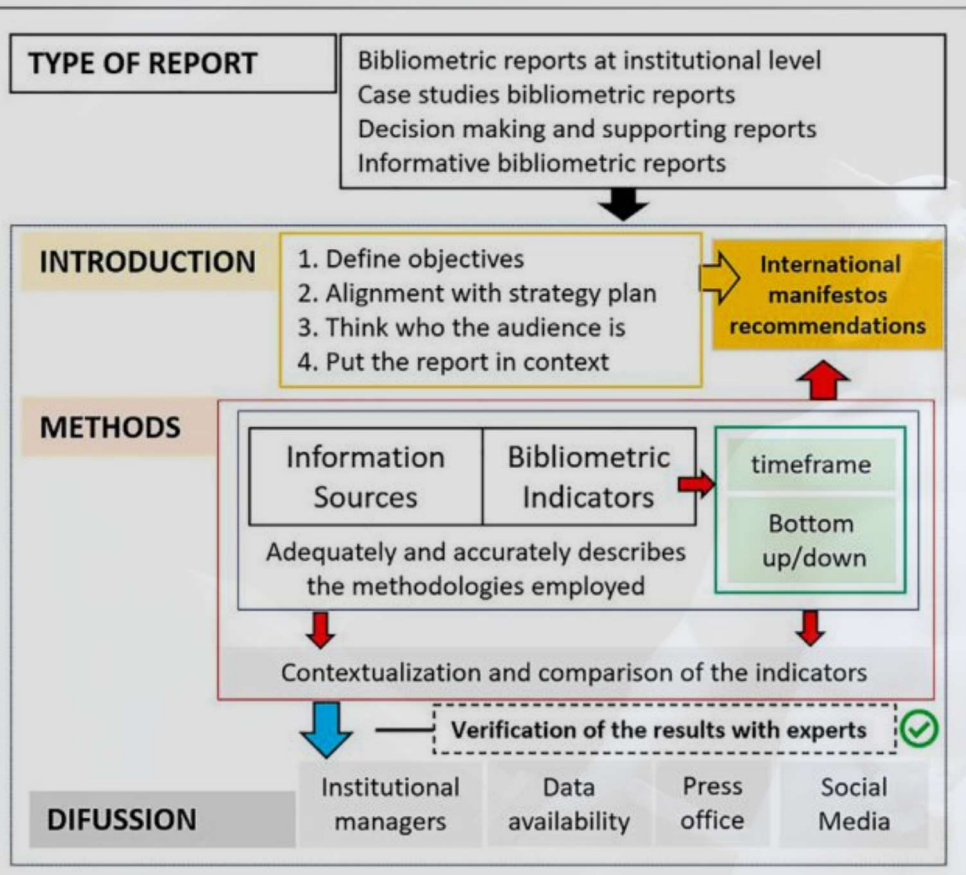 TYPE OF REPORT
Bibliometric reports at institutional level
Case studies bibliometric reports
Decision making and supporting reports
Informative bibliometric reports
INTRODUCTION
1. Define objectives
2. Alignment with strategy plan
3. Think who the audience is
4. Put the report in context
International
manifestos
recommendations
METHODS
Information
Sources
Bibliometric
Indicators
timeframe
Bottom
up/down
Adequately and accurately describes
the methodologies employed
Contextualization and comparison of the indicators
Verification of the results with experts
DIFUSSION
Institutional
managers
Data
availability
Press
office
Social
Media